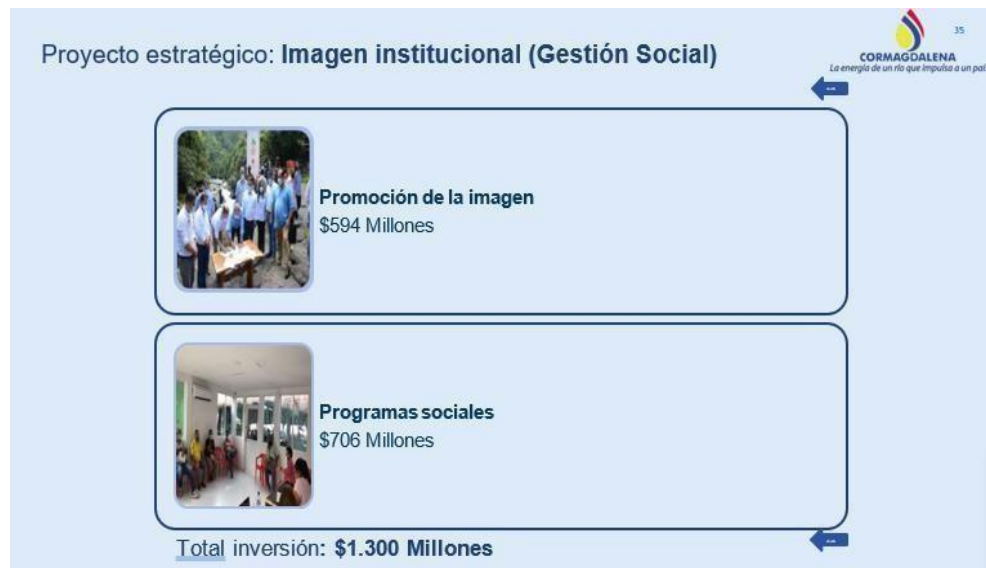 35
Proyecto estratégico: Imagen institucional (Gestión Social)
CORMAGDALENA
La energía de un río que impulsa a un país
Promoción de la imagen
$594 Millones
Programas sociales
$706 Millones
Total inversión: $1.300 Millones